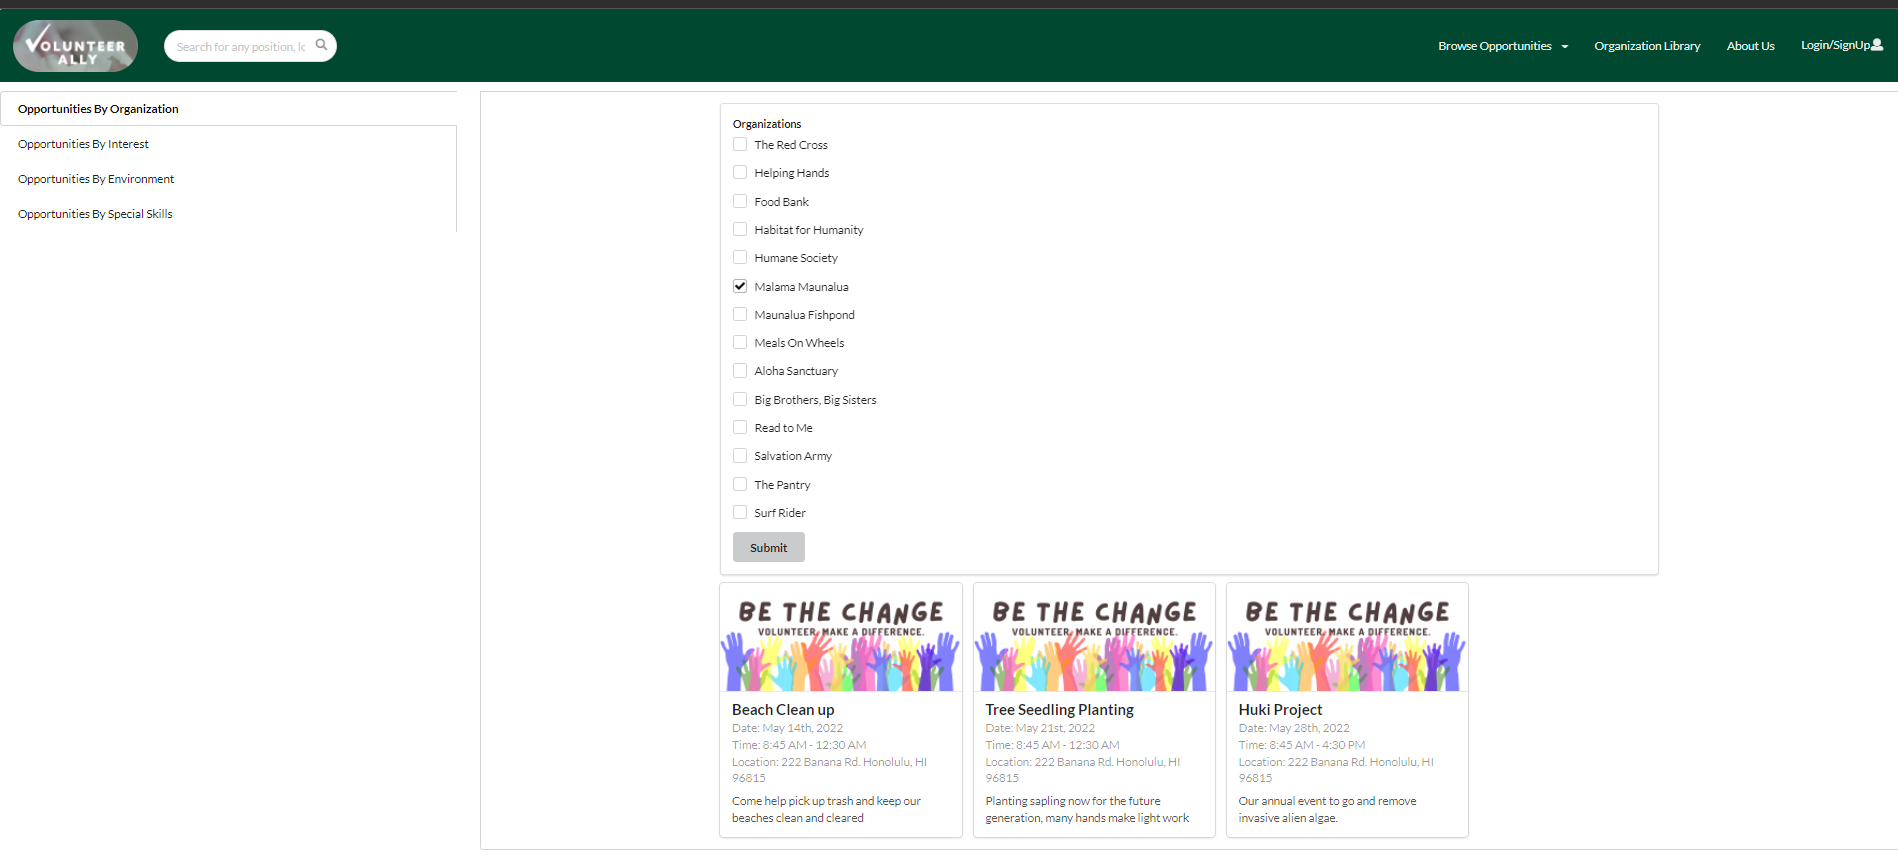 VOLUNTEER
ALLY
Search for any position, lc
Browse Opportunities
Organization Library
About Us
Login/SignUp
Opportunities By Organization
Opportunities By Interest
Opportunities By Environment
Opportunities By Special Skills
Organizations
The Red Cross
Helping Hands
Food Bank
Habitat for Humanity
Humane Society
Malama Maunalua
Maunalua Fishpond
Meals On Wheels
Aloha Sanctuary
Big Brothers, Big Sisters
Read to Me
Salvation Army
The Pantry
Surf Rider
Submit
BE THE CHANGE
VOLUNTEER. MAKE A DIFFERENCE.
Beach Clean up
Date: May 14th, 2022
Time: 8:45 AM - 12:30 AM
Location: 222 Banana Rd. Honolulu, HI
96815
Come help pick up trash and keep our
beaches clean and cleared
BE THE CHANGE
VOLUNTEER. MAKE A DIFFERENCE.
Tree Seedling Planting
Date: May 21st, 2022
Time: 8:45 AM - 12:30 AM
Location: 222 Banana Rd. Honolulu, HI
96815
Planting sapling now for the future
generation, many hands make light work
BE THE CHANGE
VOLUNTEER. MAKE A DIFFERENCE.
Huki Project
Date: May 28th, 2022
Time: 8:45 AM - 4:30 PM
Location: 222 Banana Rd. Honolulu, HI
96815
Our annual event to go and remove
invasive alien algae.